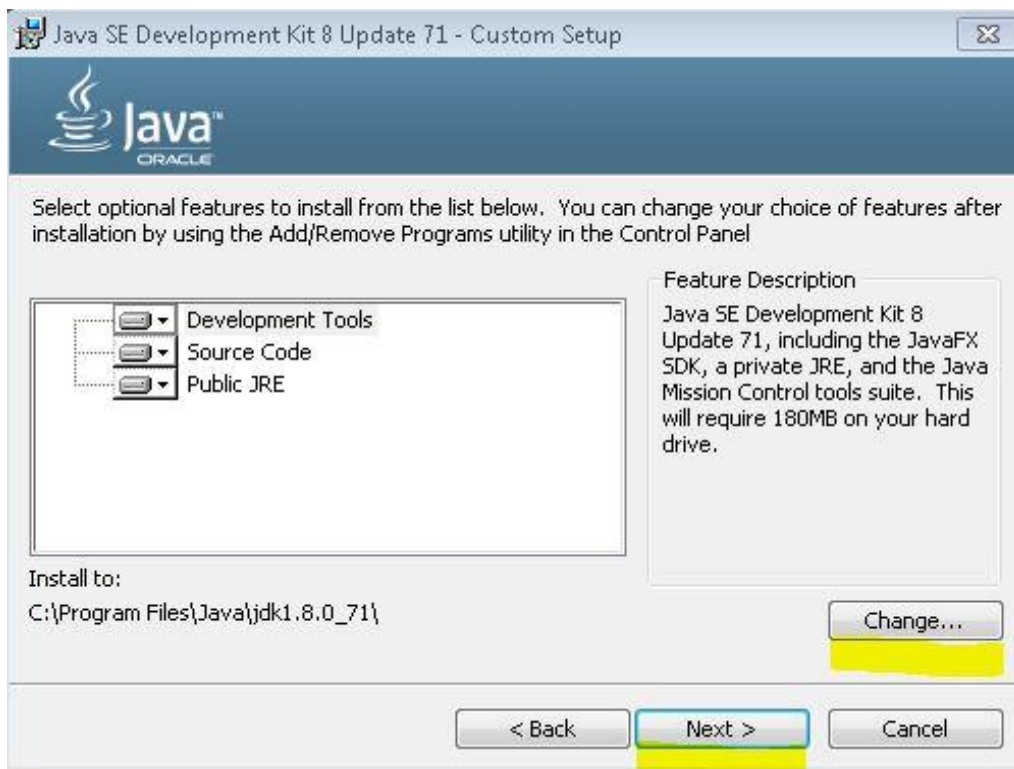 Java SE Development Kit 8 Update 71 - Custom Setup
Java™
ORACLE
Select optional features to install from the list below.  You can change your choice of features after
installation by using the Add/Remove Programs utility in the Control Panel
Development Tools
Source Code
Public JRE
Feature Description
Java SE Development Kit 8
Update 71, including the JavaFX
SDK, a private JRE, and the Java
Mission Control tools suite.  This
will require 180MB on your hard
drive.
Install to:
C:\Program Files\Java\jdk1.8.0_71\
Change...
< Back
Next >
Cancel